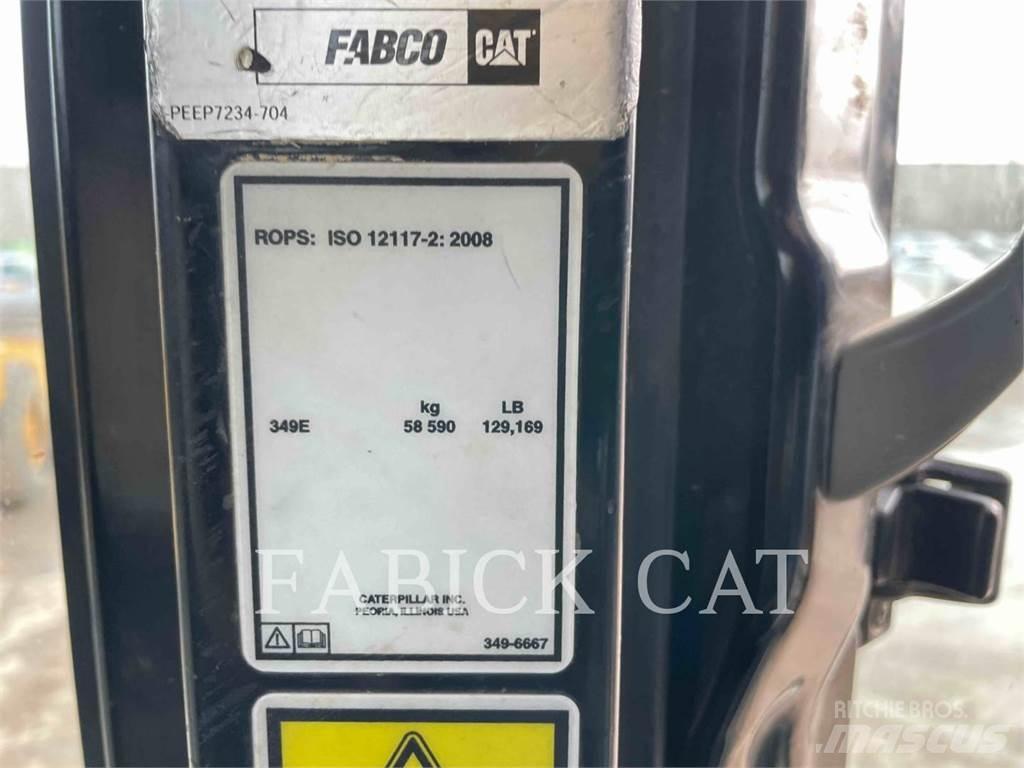 FABCO CAT
-PEEP7234-704
ROPS: ISO 12117-2: 2008
kg LB
349E 58 590 129,169
FABICK CAT
CATERPILLAR INC.
PEORIA, ILLINOIS USA
349-6667
RITCHIE BROS.
MASCUS